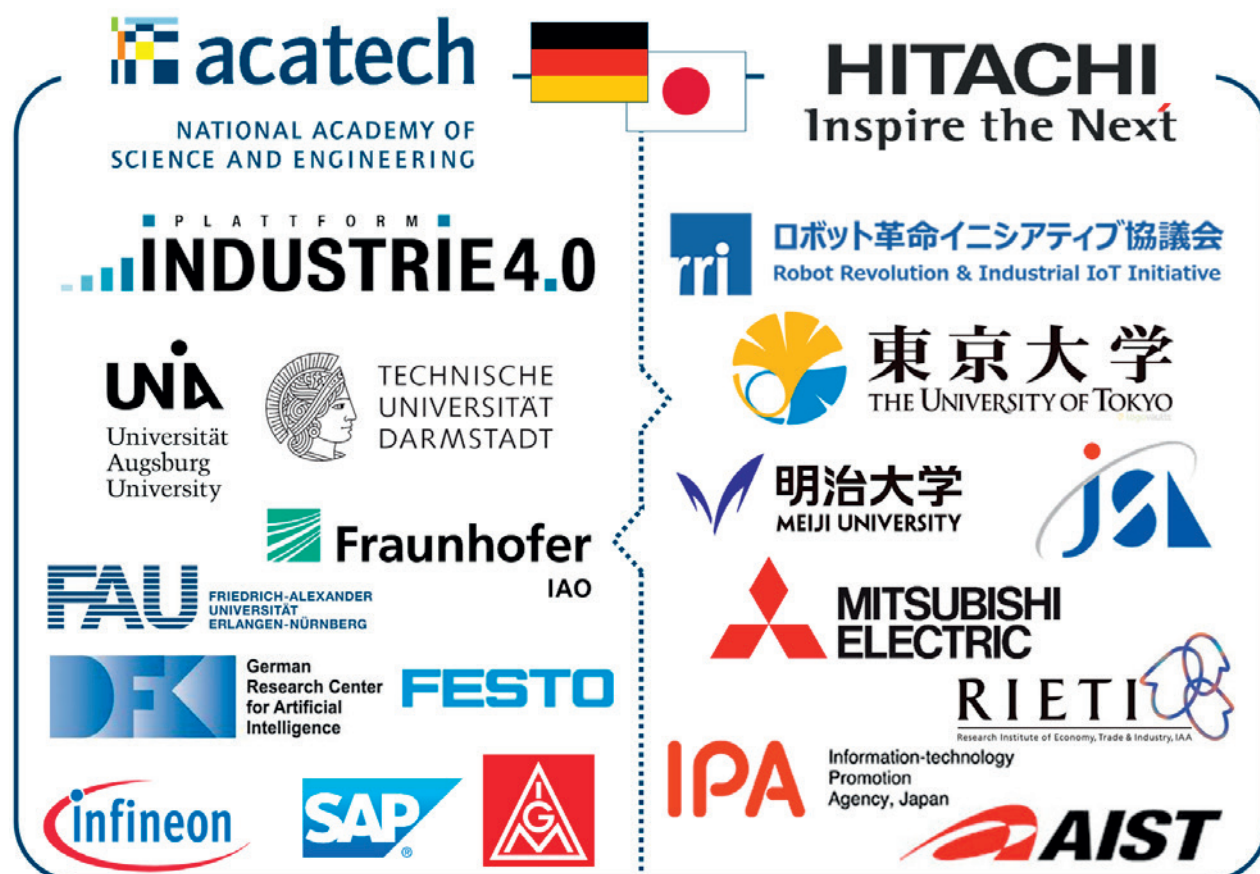 acatech
NATIONAL ACADEMY OF
SCIENCE AND ENGINEERING
PLATTFORM
INDUSTRIE4.0
UNIA
Universität
Augsburg
University
TECHNISCHE
UNIVERSITÄT
DARMSTADT
Fraunhofer
IAO
FAU
FRIEDRICH-ALEXANDER
UNIVERSITÄT
ERLANGEN-NÜRNBERG
DFK
German
Research Center
for Artificial
Intelligence
FESTO
infineon
SAP
®
IGM
HITACHI
Inspire the Next
rri
ロボット革命イニシアティブ協議会
Robot Revolution & Industrial IoT Initiative
東京大学
THE UNIVERSITY OF TOKYO
明治大学
MEIJI UNIVERSITY
JSA
MITSUBISHI
ELECTRIC
RIETI
Research Institute of Economy, Trade & Industry, IAA
IPA
Information-technology
Promotion
Agency, Japan
AIST